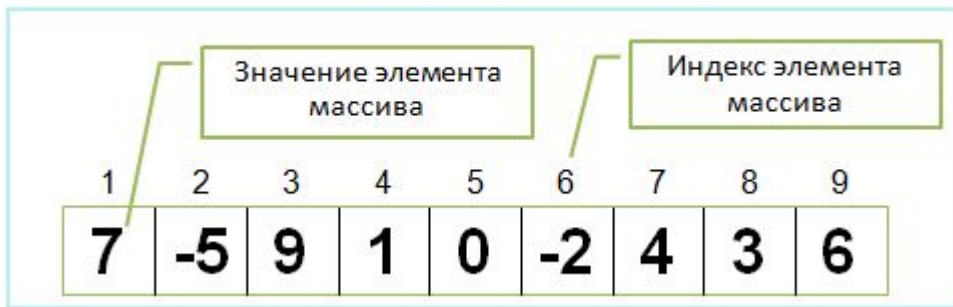 Значение элемента
массива
Индекс элемента
массива
1 2 3 4 5 6 7 8 9
7 -5 9 1 0 -2 4 3 6